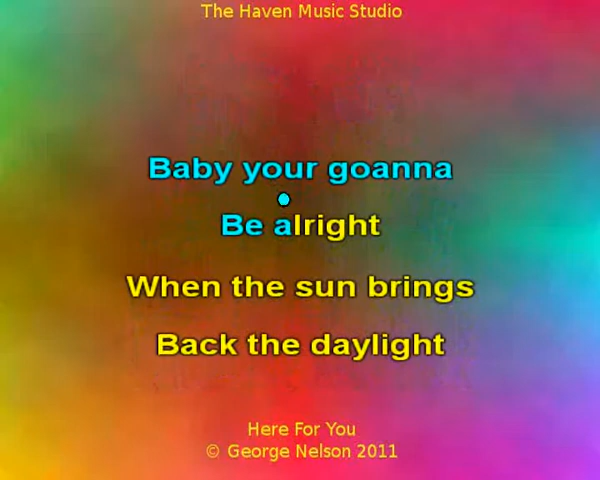 The Haven Music Studio
Baby your goanna
Be alright
When the sun brings
Back the daylight
Here For You
© George Nelson 2011